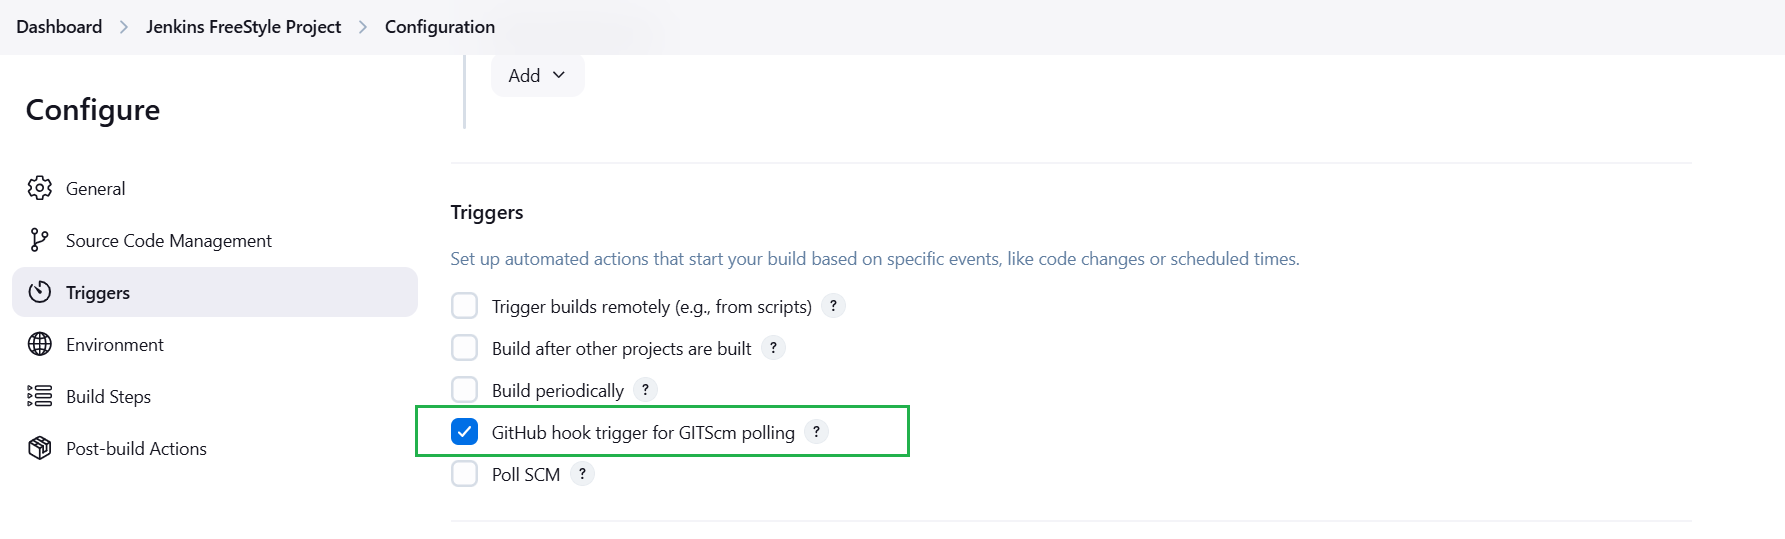 Dashboard > Jenkins FreeStyle Project > Configuration
Add
Configure
General
Source Code Management
Triggers
Environment
Build Steps
Post-build Actions
Triggers
Set up automated actions that start your build based on specific events, like code changes or scheduled times.
Trigger builds remotely (e.g., from scripts) ?
Build after other projects are built ?
Build periodically ?
GitHub hook trigger for GITScm polling ?
Poll SCM ?